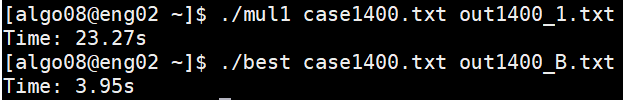 [algo08@eng02 ~]$ ./mul1 case1400.txt out1400_1.txt
Time: 23.27s
[algo08@eng02 ~]$ ./best case1400.txt out1400_B.txt
Time: 3.95s